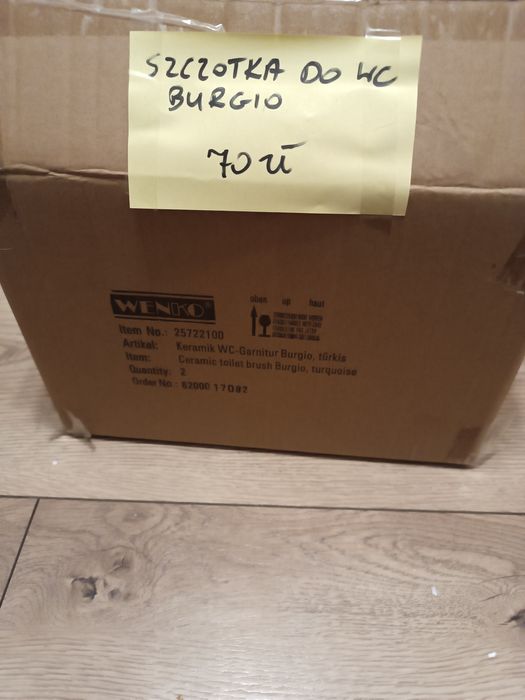 SZCZOTKA DO WC
BURGIO
70 zł
WENKO®
oben up haut
Item No.: 25722100
Artikel: Keramik WC-Garnitur Burgio, türkis
Item: Ceramic toilet brush Burgio, turquoise
Quantity: 2
Order No.: 62000 17082